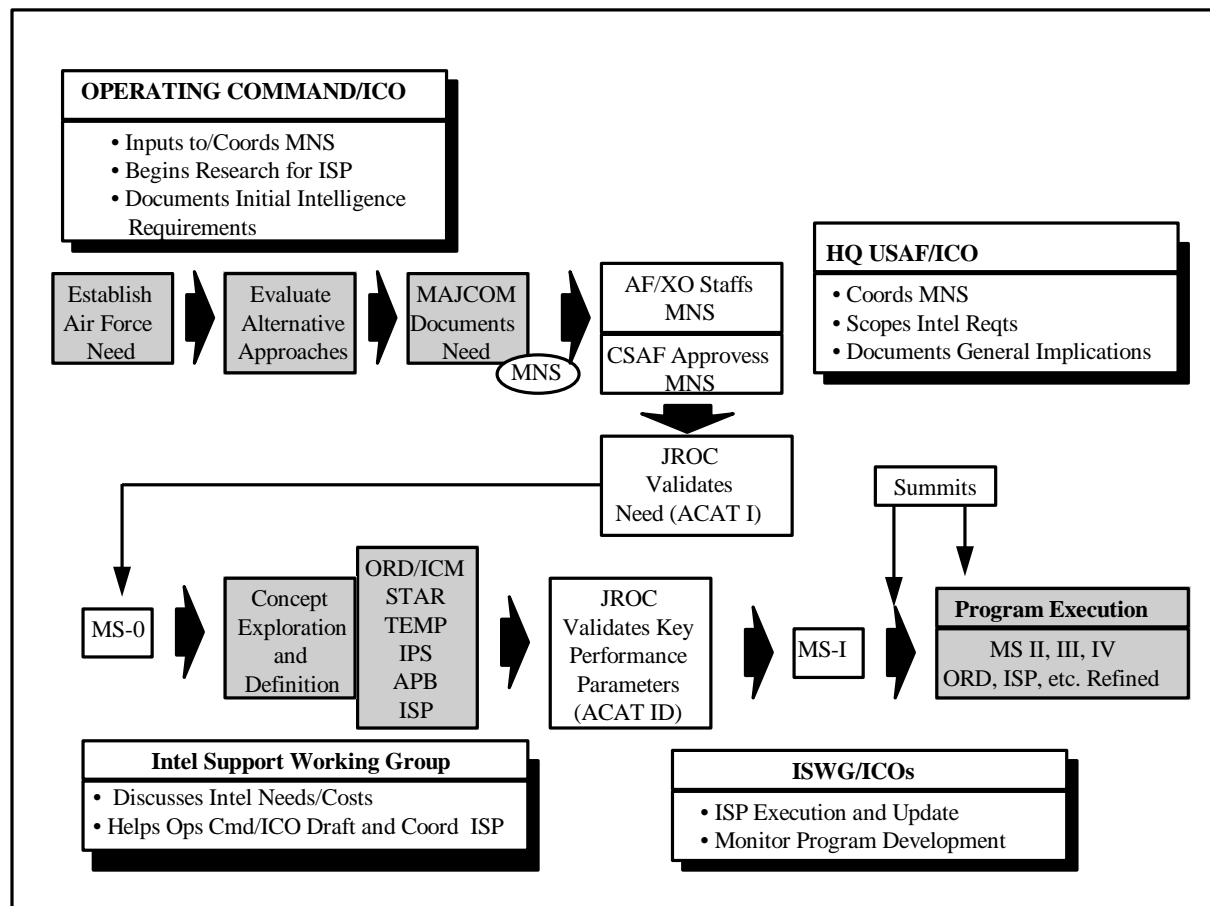 OPERATING COMMAND/ICO
• Inputs to/Coords MNS
• Begins Research for ISP
• Documents Initial Intelligence
Requirements
HQ USAF/ICO
• Coords MNS
• Scopes Intel Reqts
• Documents General Implications
Establish
Air Force
Need
Evaluate
Alternative
Approaches
MAJCOM
Documents
Need
MNS
AF/XO Staffs
MNS
CSAF Approvess
MNS
JROC
Validates
Need (ACAT I)
Summits
MS-0
Concept
Exploration
and
Definition
ORD/ICM
STAR
TEMP
IPS
APB
ISP
JROC
Validates Key
Performance
Parameters
(ACAT ID)
MS-I
Program Execution
MS II, III, IV
ORD, ISP, etc. Refined
Intel Support Working Group
• Discusses Intel Needs/Costs
• Helps Ops Cmd/ICO Draft and Coord ISP
ISWG/ICOs
• ISP Execution and Update
• Monitor Program Development